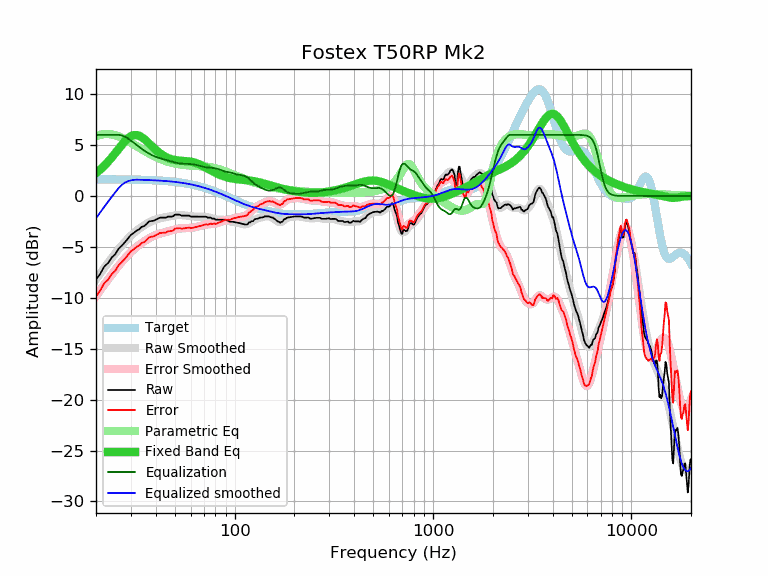 Fostex T50RP Mk2
10
5
0
−5
−10
−15
−20
−25
−30
Amplitude (dBr)
Target
Raw Smoothed
Error Smoothed
Raw
Error
Parametric Eq
Fixed Band Eq
Equalization
Equalized smoothed
100
1000
10000
Frequency (Hz)